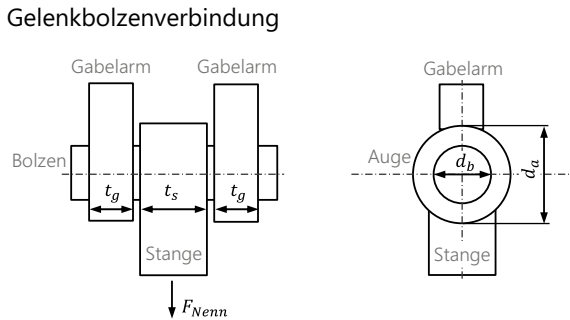 Gelenkbolzenverbindung
Gabelarm Gabelarm Gabelarm
Bolzen Auge d_b d_a
t_g t_s t_g
Stange Stange
F_Nenn